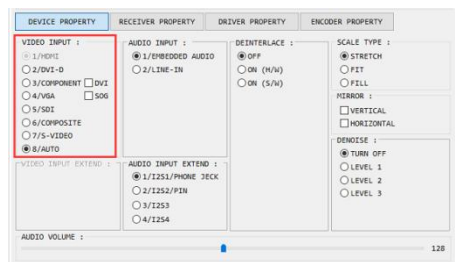 DEVICE PROPERTY
RECEIVER PROPERTY
DRIVER PROPERTY
ENCODER PROPERTY
VIDEO INPUT :
1/HDMI
2/DVI-D
3/COMPONENT DVI
4/VGA SOG
5/SDI
6/COMPOSITE
7/S-VIDEO
8/AUTO
VIDEO INPUT EXTEND :
AUDIO INPUT :
1/EMBEDDED AUDIO
2/LINE-IN
AUDIO INPUT EXTEND :
1/I2S1/PHONE JECK
2/I2S2/PIN
3/I2S3
4/I2S4
DEINTERLACE :
OFF
ON (H/W)
ON (S/W)
SCALE TYPE :
STRETCH
FIT
FILL
MIRROR :
VERTICAL
HORIZONTAL
DENOISE :
TURN OFF
LEVEL 1
LEVEL 2
LEVEL 3
AUDIO VOLUME :
128